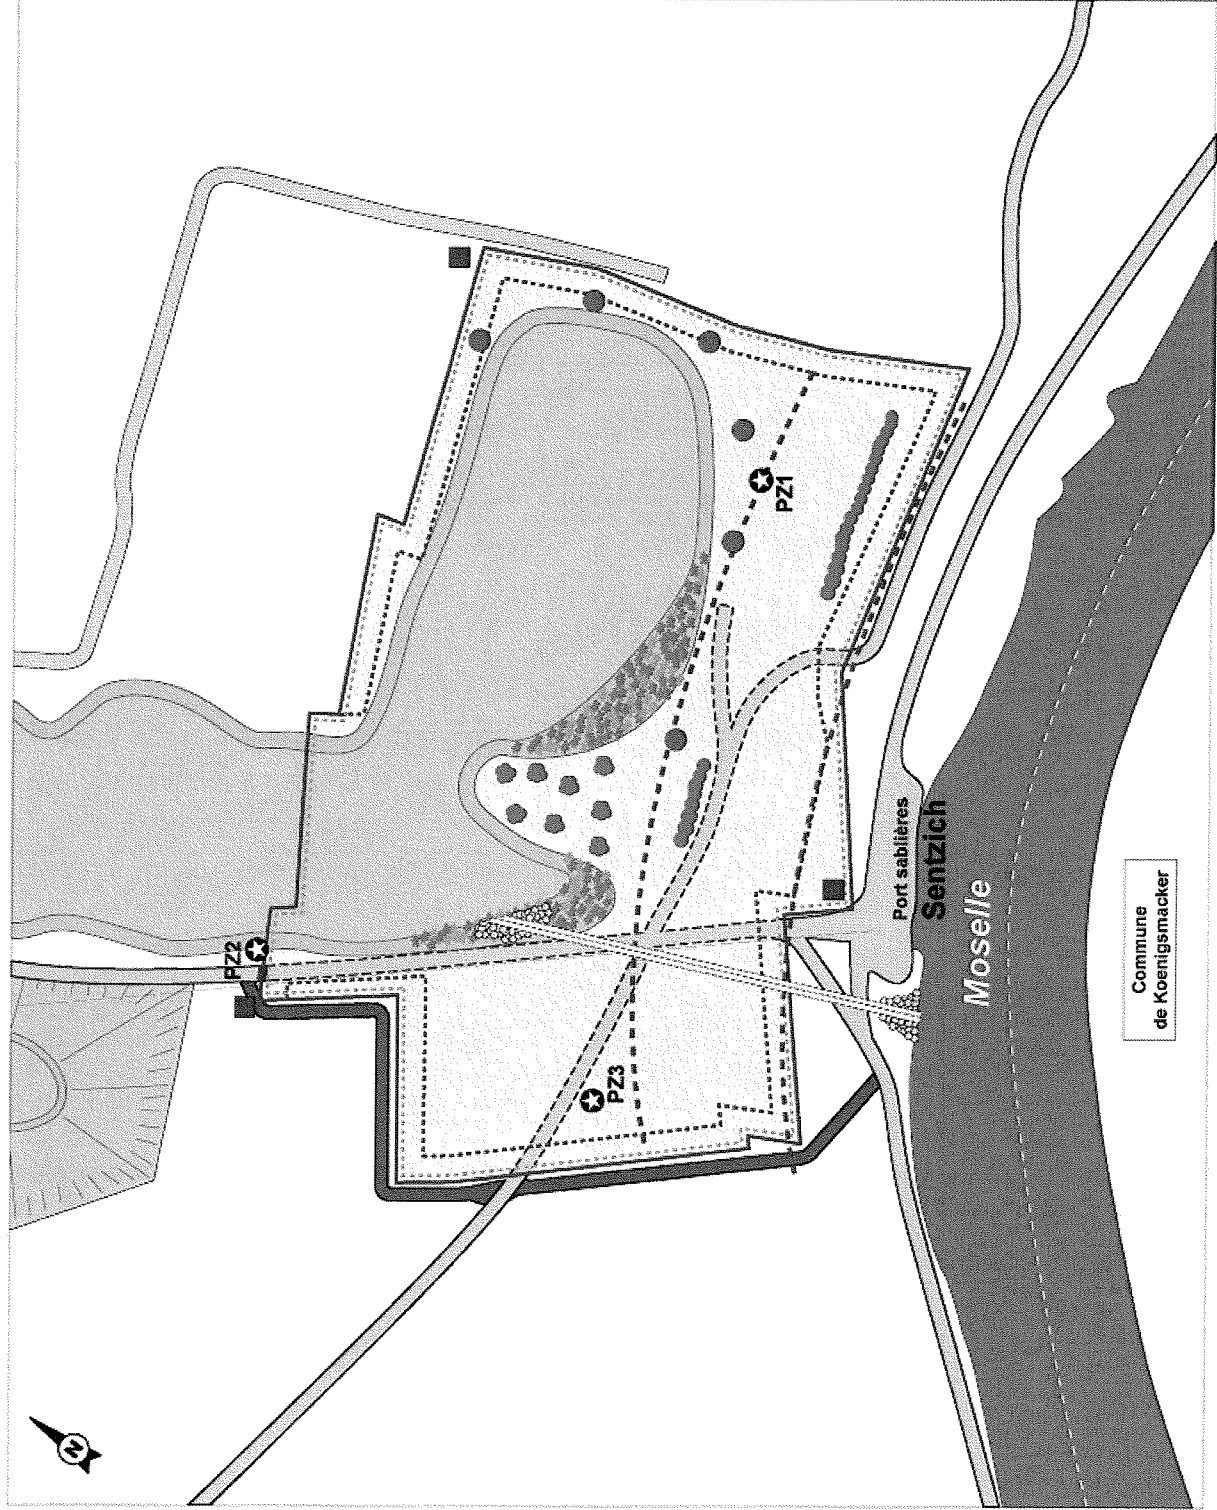 PZ2
PZ1
PZ3
Port sablières
Sentzich
Moselle
Commune
de Koenigsmacker
N